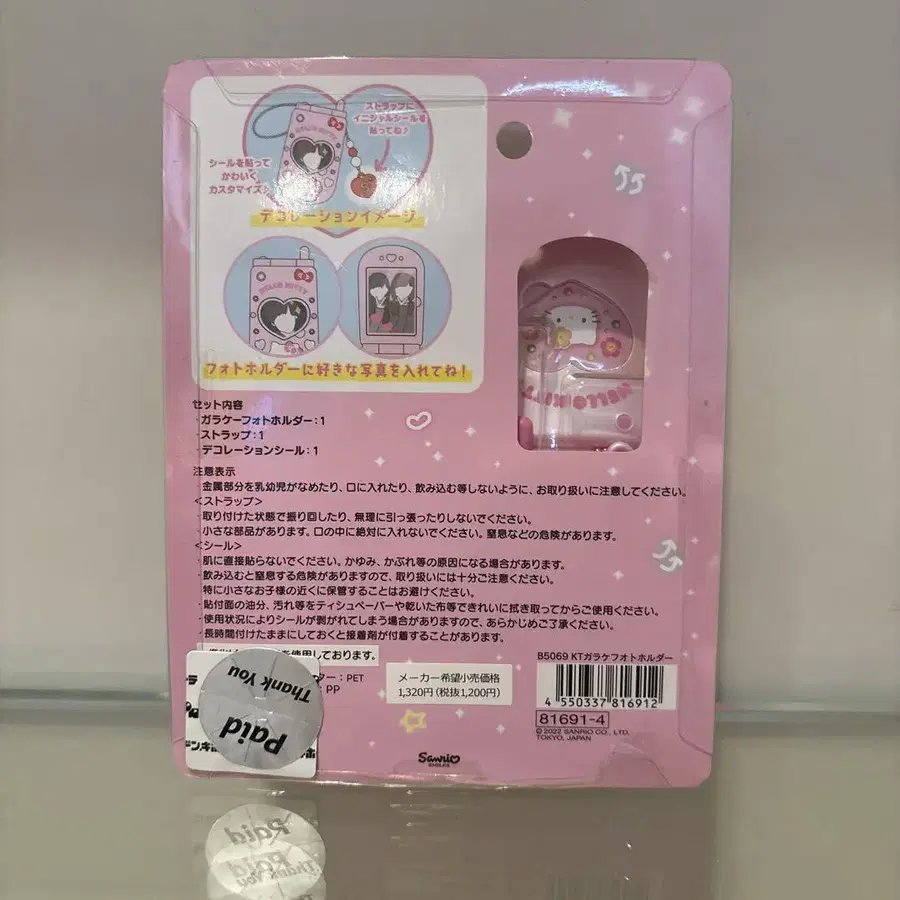 ストラップに
イニシャルシールを
貼ってね♪
シールを貼って
かわいく
カスタマイズ♪
HELLO KITTY
デコレーションイメージ
HELLO KITTY
フォトホルダーに好きな写真を入れてね!
HELLO KITTY
セット内容
・ガラケーフォトホルダー:1
・ストラップ:1
・デコレーションシール:1
注意表示
・金属部分を乳幼児がなめたり、口に入れたり、飲み込む等しないように、お取り扱いに注意してください。
<ストラップ>
・取り付けた状態で振り回したり、無理に引っ張ったりしないでください。
・小さな部品があります。口の中に絶対に入れないでください。窒息などの危険があります。
<シール>
・肌に直接貼らないでください。かゆみ、かぶれ等の原因になる場合があります。
・飲み込むと窒息する危険がありますので、取り扱いには十分ご注意ください。
特に小さなお子様の近くに保管することはお避けください。
・貼付面の油分、汚れ等をティシュペーパーや乾いた布等できれいに拭き取ってからご使用ください。
・使用状況によりシールが剥がれてしまう場合がありますので、あらかじめご了承ください。
・長時間付けたままにしておくと接着剤が付着することがあります。
を使用しております。
ター:PET
:PP
Paid
Thank You
メーカー希望小売価格
1,320円(税抜1,200円)
B5069 KTガラケフォトホルダー
4 550337 816912
81691-4
©2022 SANRIO CO., LTD.
TOKYO, JAPAN
Sanrio
SMILES
Paid
Paid
Thank You